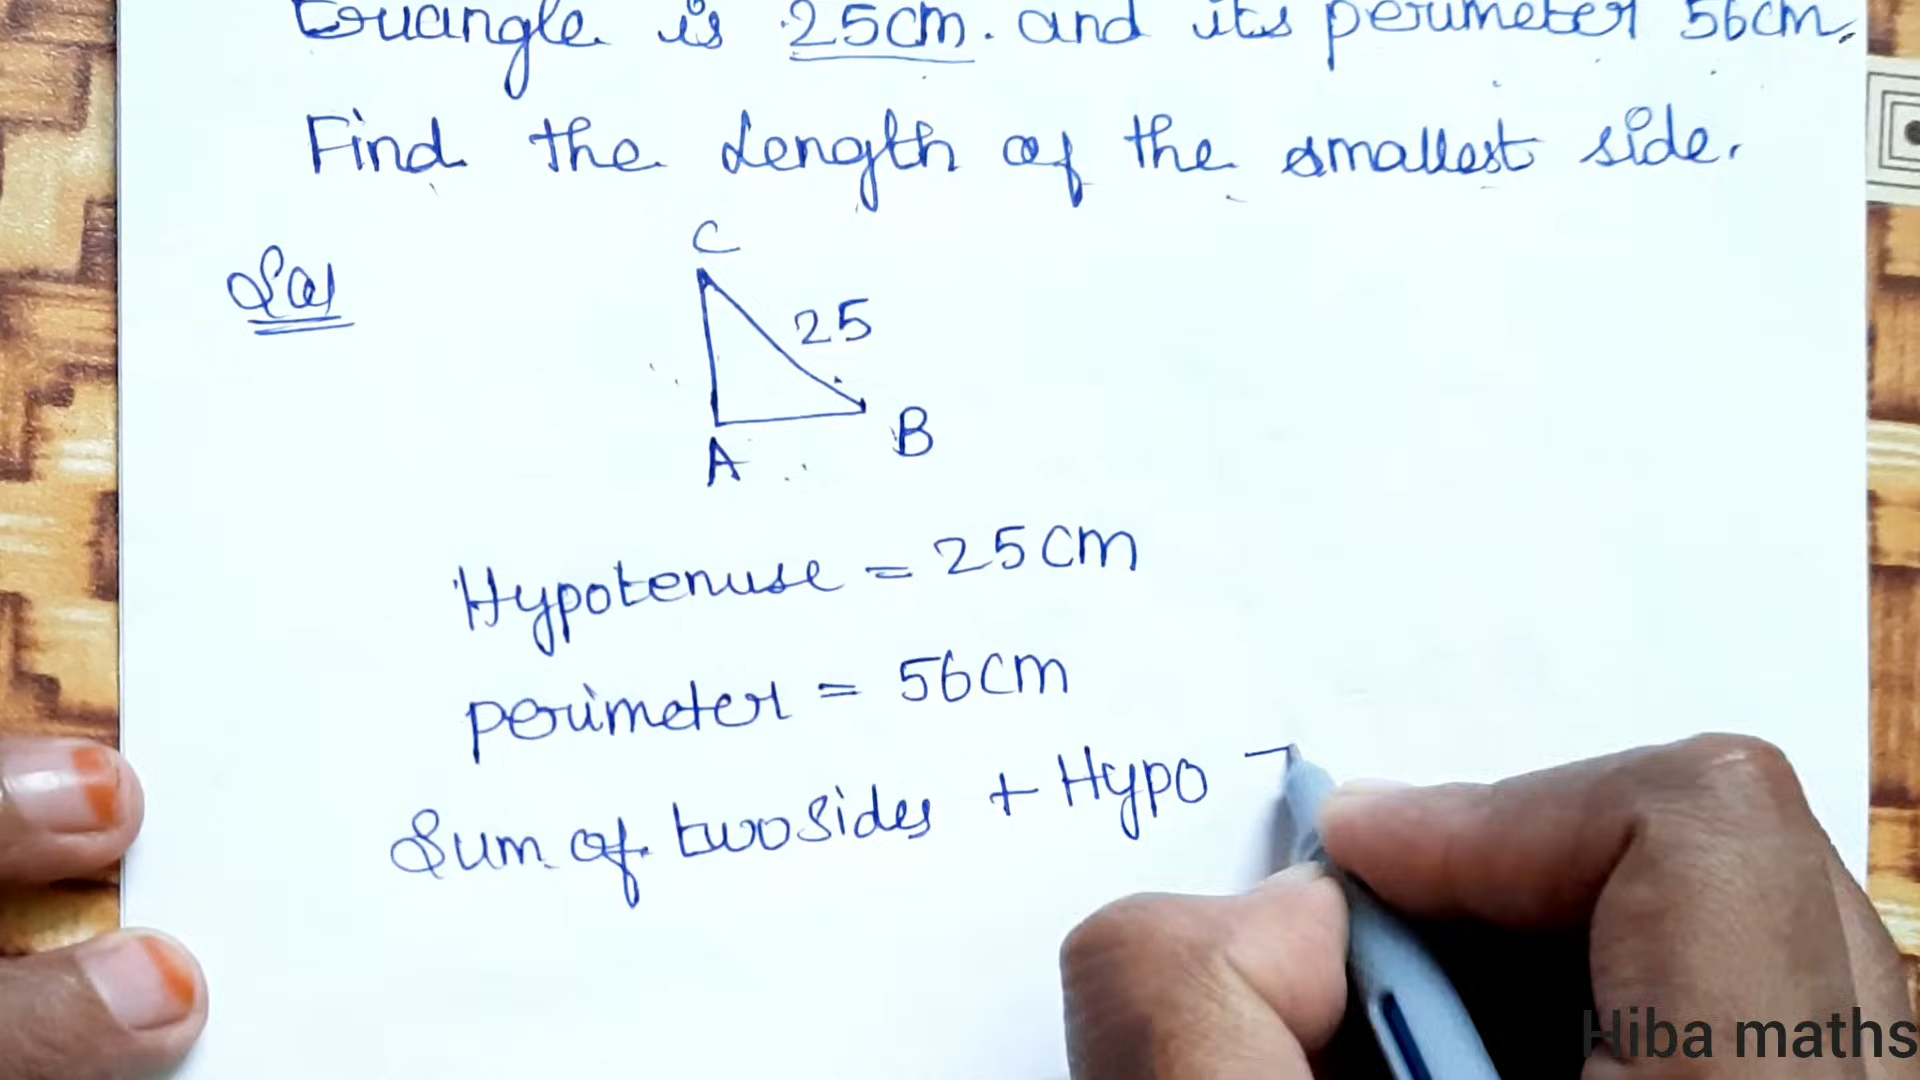 triangle is 25cm. and its perimeter 56cm.
Find the length of the smallest side.
Sol
C
25
A
B
Hypotenuse = 25cm
perimeter = 56cm
Sum of two sides + Hypo
Hiba maths